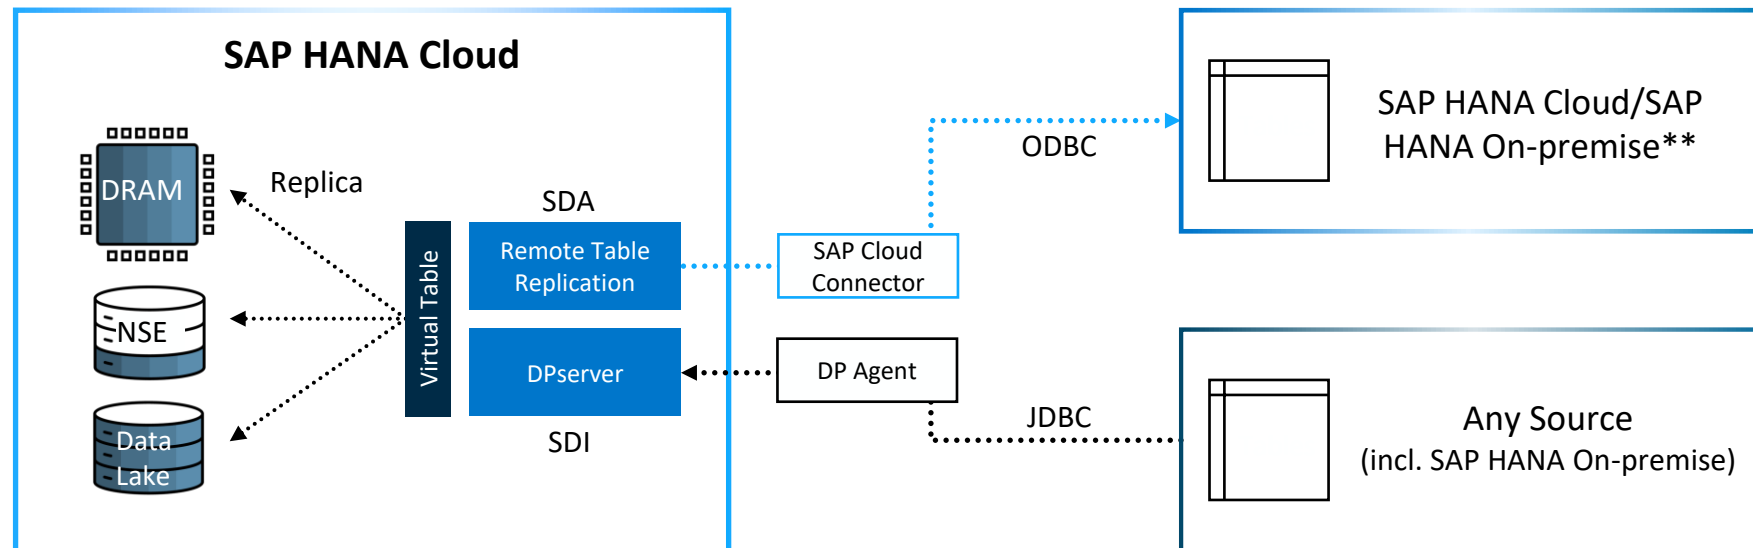 SAP HANA Cloud
DRAM
Replica
NSE
Data
Lake
Virtual Table
SDA
Remote Table
Replication
DPserver
SDI
SAP Cloud
Connector
DP Agent
ODBC
JDBC
SAP HANA Cloud/SAP
HANA On-premise**
Any Source
(incl. SAP HANA On-premise)